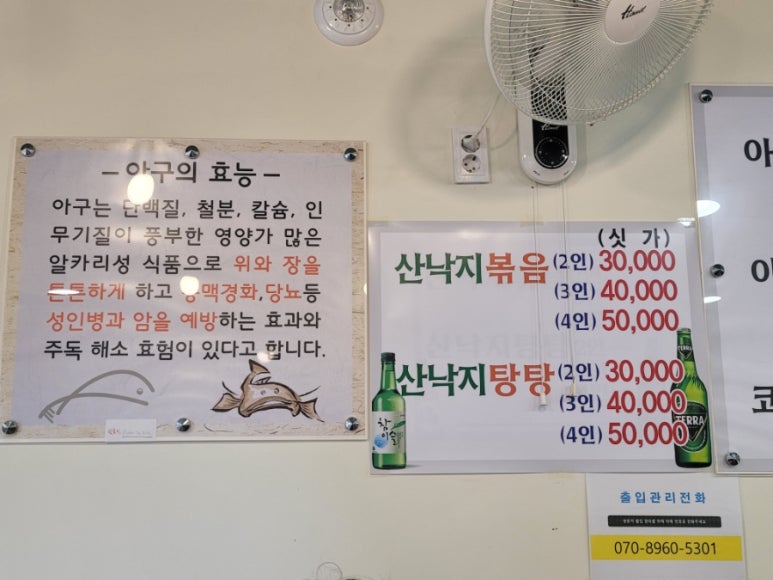 - 아구의 효능 -
아구는 단백질, 철분, 칼슘, 인
무기질이 풍부한 영양가 많은
알카리성 식품으로 위와 장을
튼튼하게 하고 동맥경화,당뇨등
성인병과 암을 예방하는 효과와
주독 해소 효험이 있다고 합니다.
(싯 가)
산낙지볶음 (2인) 30,000
(3인) 40,000
(4인) 50,000
산낙지탕탕 (2인) 30,000
(3인) 40,000
(4인) 50,000
참이슬
TERRA
아
코
출입관리전화
070-8960-5301